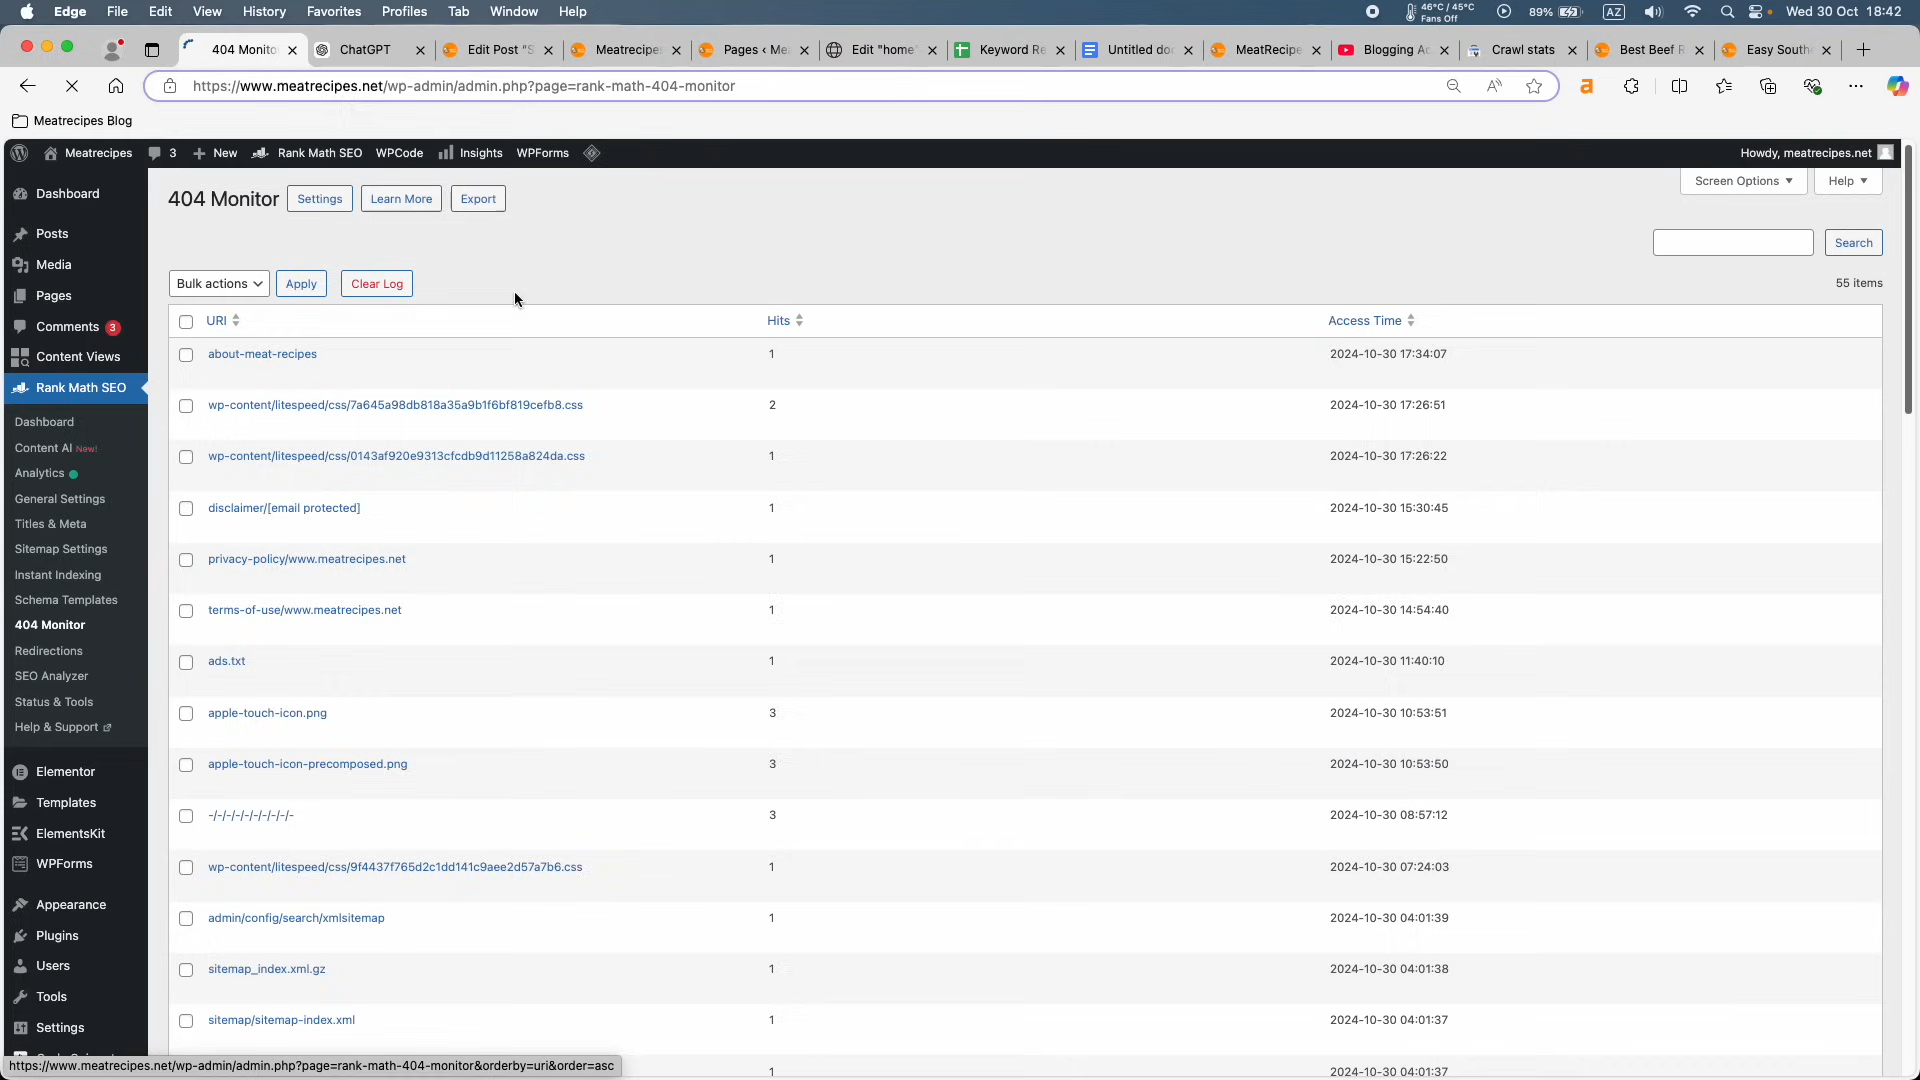 Edge File Edit View History Favorites Profiles Tab Window Help
46°C / 45°C
Fans Off
89% AZ Wed 30 Oct 18:42
404 Monito ChatGPT Edit Post "S Meatrecipe Pages ‹ Me Edit "home" Keyword Re Untitled do MeatRecipe Blogging A Crawl stats Best Beef R Easy South
https://www.meatrecipes.net/wp-admin/admin.php?page=rank-math-404-monitor
Meatrecipes Blog
Meatrecipes 3 New Rank Math SEO WPCode Insights WPForms Howdy, meatrecipes.net
Dashboard
Posts
Media
Pages
Comments 3
Content Views
Rank Math SEO
Dashboard
Content AI New!
Analytics
General Settings
Titles & Meta
Sitemap Settings
Instant Indexing
Schema Templates
404 Monitor
Redirections
SEO Analyzer
Status & Tools
Help & Support
Elementor
Templates
ElementsKit
WPForms
Appearance
Plugins
Users
Tools
Settings
404 Monitor Settings Learn More Export
Screen Options Help
Search
Bulk actions Apply Clear Log 55 items
URI Hits Access Time
about-meat-recipes 1 2024-10-30 17:34:07
wp-content/litespeed/css/7a645a98db818a35a9b1f6bf819cefb8.css 2 2024-10-30 17:26:51
wp-content/litespeed/css/0143af920e9313cfcdb9d11258a824da.css 1 2024-10-30 17:26:22
disclaimer/[email protected] 1 2024-10-30 15:30:45
privacy-policy/www.meatrecipes.net 1 2024-10-30 15:22:50
terms-of-use/www.meatrecipes.net 1 2024-10-30 14:54:40
ads.txt 1 2024-10-30 11:40:10
apple-touch-icon.png 3 2024-10-30 10:53:51
apple-touch-icon-precomposed.png 3 2024-10-30 10:53:50
-/-/-/-/-/-/-/-/-/- 3 2024-10-30 08:57:12
wp-content/litespeed/css/9f4437f765d2c1dd141c9aee2d57a7b6.css 1 2024-10-30 07:24:03
admin/config/search/xmlsitemap 1 2024-10-30 04:01:39
sitemap_index.xml.gz 1 2024-10-30 04:01:38
sitemap/sitemap-index.xml 1 2024-10-30 04:01:37
1 2024-10-30 04:01:37
https://www.meatrecipes.net/wp-admin/admin.php?page=rank-math-404-monitor&orderby=uri&order=asc